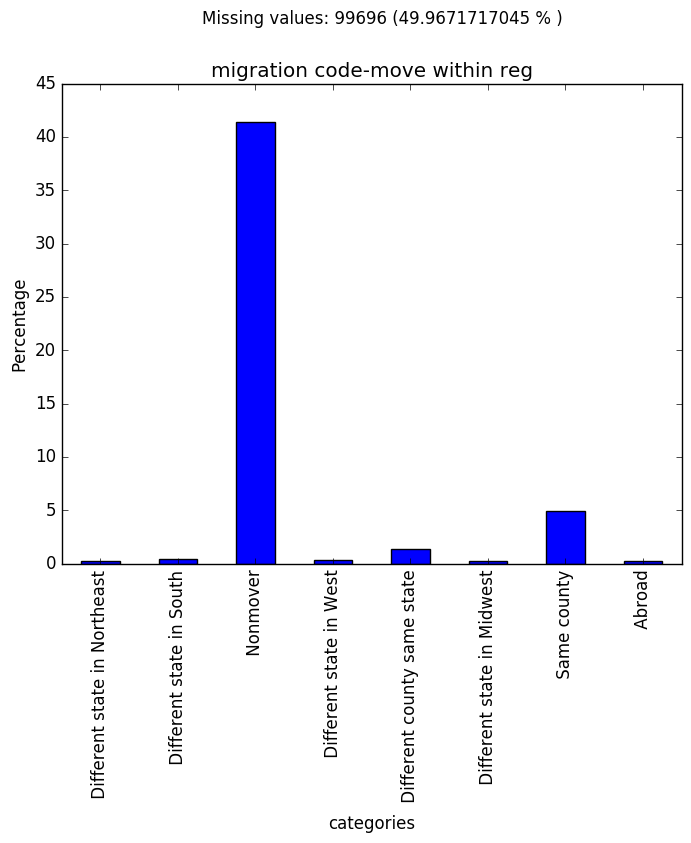 Missing values: 99696 (49.9671717045 % )
migration code-move within reg
45
40
35
30
25
20
15
10
5
0
Percentage
Different state in Northeast
Different state in South
Nonmover
Different state in West
Different county same state
Different state in Midwest
Same county
Abroad
categories